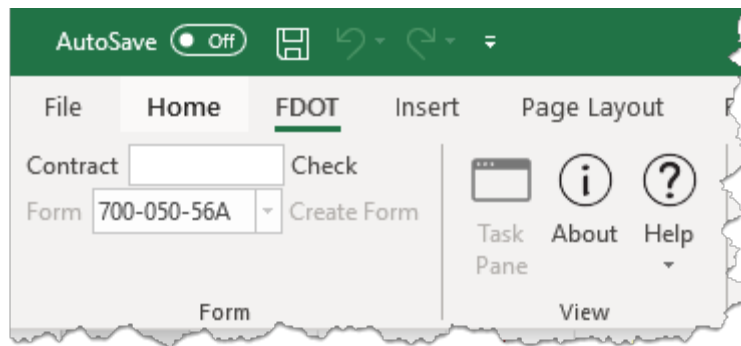 AutoSave Off
File Home FDOT Insert Page Layout
Contract Check
Form 700-050-56A Create Form
Task Pane About Help
Form View